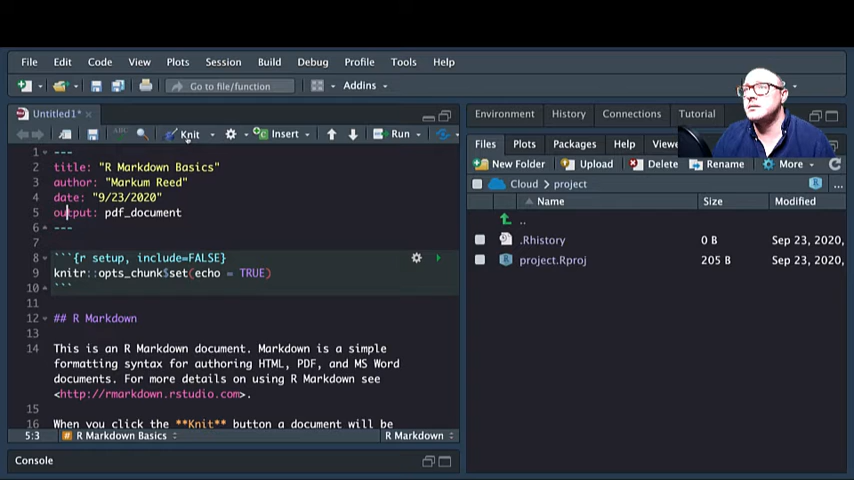 File Edit Code View Plots Session Build Debug Profile Tools Help
Go to file/function Addins
Untitled1* ×
ABC Knit Insert Run
1 ---
2 title: "R Markdown Basics"
3 author: "Markum Reed"
4 date: "9/23/2020"
5 output: pdf_document
6 ---
7
8 ```{r setup, include=FALSE}
9 knitr::opts_chunk$set(echo = TRUE)
10 ```
11
12 ## R Markdown
13
14 This is an R Markdown document. Markdown is a simple
formatting syntax for authoring HTML, PDF, and MS Word
documents. For more details on using R Markdown see
<http://rmarkdown.rstudio.com>.
15
16 When you click the **Knit** button a document will be
5:3 # R Markdown Basics R Markdown
Console
Environment History Connections Tutorial
Files Plots Packages Help Viewe
New Folder Upload Delete Rename More
Cloud > project ...
Name Size Modified
..
.Rhistory 0 B Sep 23, 2020,
project.Rproj 205 B Sep 23, 2020,